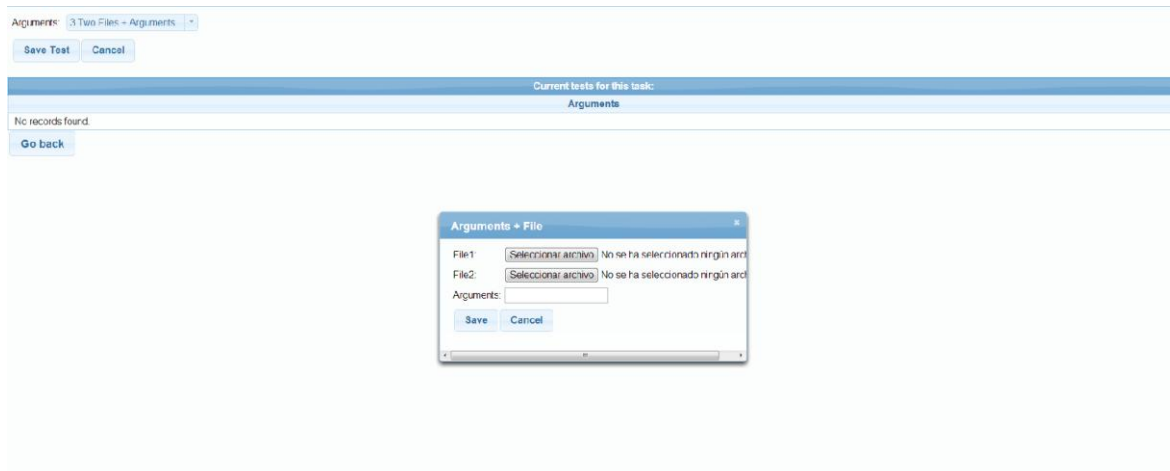 Arguments: 3 Two Files + Arguments
Save Test Cancel
Current tests for this task:
Arguments
No records found.
Go back
Arguments + File
File1: Seleccionar archivo No se ha seleccionado ningún arch
File2: Seleccionar archivo No se ha seleccionado ningún arch
Arguments:
Save Cancel